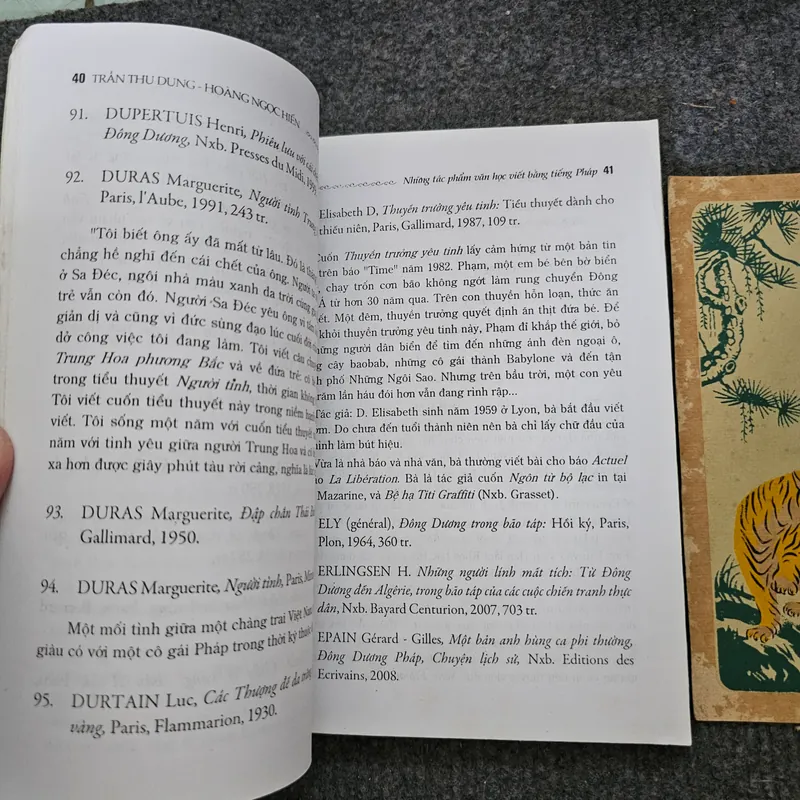 40 TRẦN THU DUNG - HOÀNG NGỌC HIẾN
91. DUPERTUIS Henri, Phiêu lưu với cái
Đông Dương, Nxb. Presses du Midi,
92. DURAS Marguerite, Người tình
Paris, l'Aube, 1991, 243 tr.
"Tôi biết ông ấy đã mất từ lâu. Đó là
chẳng hề nghĩ đến cái chết của ông. Người
ở Sa Đéc, ngôi nhà màu xanh da trời cùng
trẻ vẫn còn đó. Người Sa Đéc yêu ông vì
giản dị và cũng vì đức sùng đạo lúc cuối đời
dở công việc tôi đang làm. Tôi viết câu
Trung Hoa phương Bắc và về đứa trẻ:
trong tiểu thuyết Người tình, thời gian không
Tôi viết cuốn tiểu thuyết này trong niềm
viết. Tôi sống một năm với cuốn tiểu thuyết
năm với tình yêu giữa người Trung Hoa và
xa hơn được giây phút tàu rời cảng, nghĩa là
93. DURAS Marguerite, Đập chắn Thái
Gallimard, 1950.
94. DURAS Marguerite, Người tình, Paris,
Một mối tình giữa một chàng trai Việt
giàu có với một cô gái Pháp trong thời kỳ
95. DURTAIN Luc, Các Thượng đế da
vàng, Paris, Flammarion, 1930.
Những tác phẩm văn học viết bằng tiếng Pháp 41
Elisabeth D, Thuyền trưởng yêu tinh: Tiểu thuyết dành cho
thiếu niên, Paris, Gallimard, 1987, 109 tr.
Cuốn Thuyền trưởng yêu tinh lấy cảm hứng từ một bản tin
trên báo "Time" năm 1982. Phạm, một em bé bên bờ biển
, chạy trốn cơn bão không ngớt làm rung chuyển Đông
Á từ hơn 30 năm qua. Trên con thuyền hỗn loạn, thức ăn
ết. Một đêm, thuyền trưởng quyết định ăn thịt đứa bé. Để
khỏi thuyền trưởng yêu tinh này, Phạm đi khắp thế giới, bỏ
những người dân biển để tìm đến những ánh đèn ngoại ô,
g cây baobab, những cô gái thành Babylone và đến tận
h phố Những Ngôi Sao. Nhưng trên bầu trời, một con yêu
răm lần háu đói hơn vẫn đang rình rập...
Tác giả: D. Elisabeth sinh năm 1959 ở Lyon, bà bắt đầu viết
ớm. Do chưa đến tuổi thành niên nên bà chỉ lấy chữ đầu của
mình làm bút hiệu.
Vừa là nhà báo và nhà văn, bà thường viết bài cho báo Actuel
ảo La Libération. Bà là tác giả cuốn Ngôn từ bộ lạc in tại
Mazarine, và Bệ hạ Titi Graffiti (Nxb. Grasset).
ELY (général), Đông Dương trong bão táp: Hồi ký, Paris,
Plon, 1964, 360 tr.
ERLINGSEN H. Những người lính mất tích: Từ Đông
Dương đến Algérie, trong bão táp của các cuộc chiến tranh thực
dân, Nxb. Bayard Centurion, 2007, 703 tr.
EPAIN Gérard - Gilles, Một bản anh hùng ca phi thường,
Đông Dương Pháp, Chuyện lịch sử, Nxb. Editions des
Ecrivains, 2008.